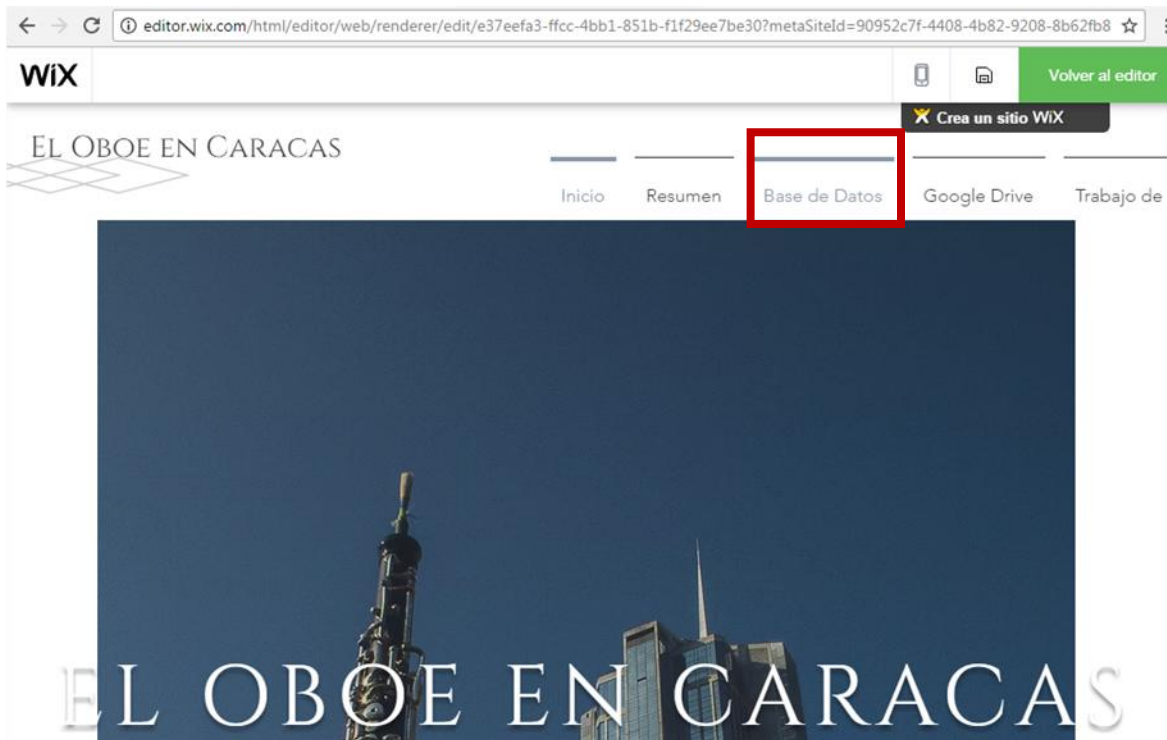 editor.wix.com/html/editor/web/renderer/edit/e37eefa3-ffcc-4bb1-851b-f1f29ee7be30?metaSiteId=90952c7f-4408-4b82-9208-8b62fb8
WiX
Volver al editor
Crea un sitio WiX
El Oboe en Caracas
Inicio Resumen Base de Datos Google Drive Trabajo de
EL OBOE EN CARACAS